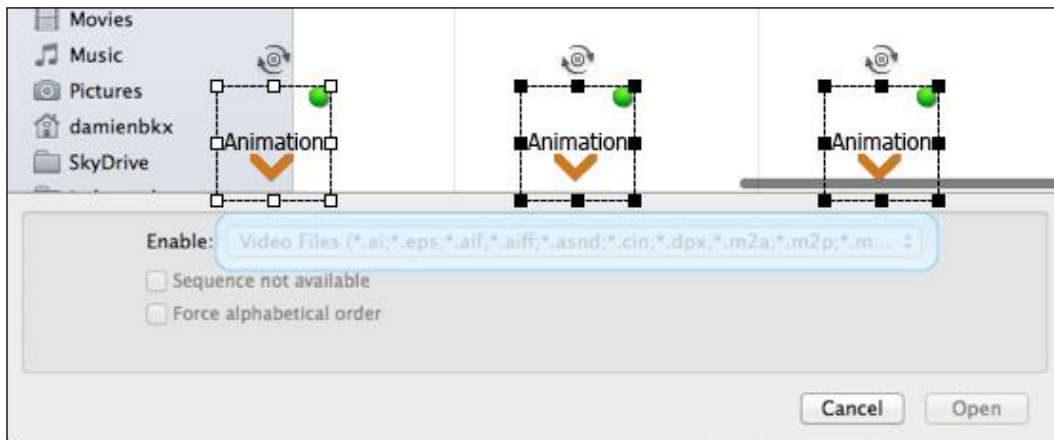 Movies
Music
Pictures
damienbkx
SkyDrive
Animation Animation Animation
Enable: Video Files (*.ai;*.eps;*.aif;*.aiff;*.asnd;*.cin;*.dpx;*.m2a;*.m2p;*.m...
Sequence not available
Force alphabetical order
Cancel Open